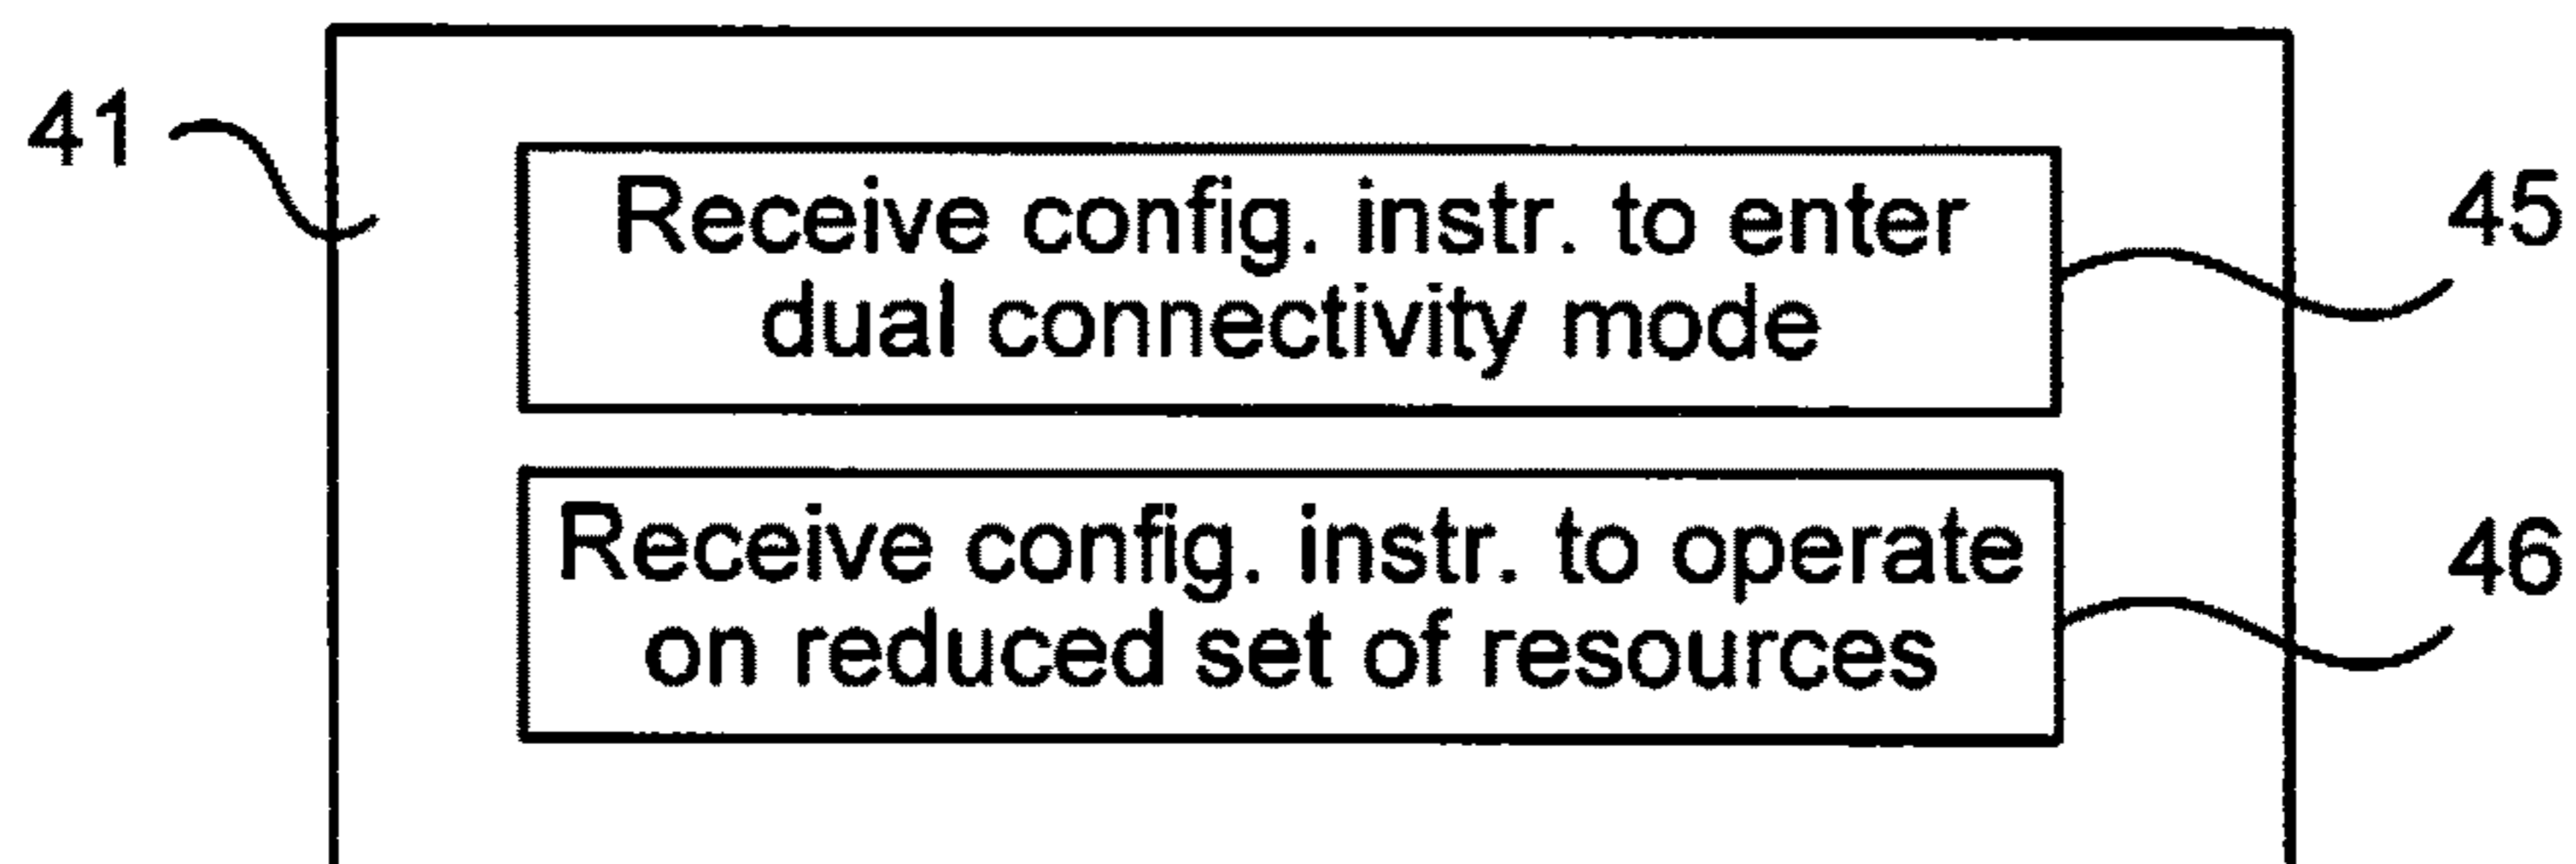 41
Receive config. instr. to enter
dual connectivity mode
45
Receive config. instr. to operate
on reduced set of resources
46